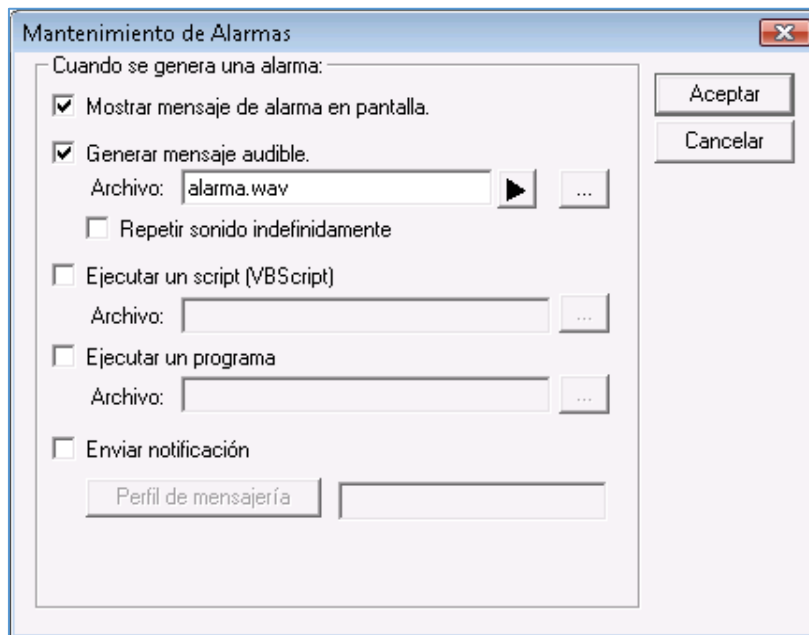 Mantenimiento de Alarmas
Cuando se genera una alarma:
Mostrar mensaje de alarma en pantalla.
Aceptar
Cancelar
Generar mensaje audible.
Archivo: alarma.wav ...
Repetir sonido indefinidamente
Ejecutar un script (VBScript)
Archivo: ...
Ejecutar un programa
Archivo: ...
Enviar notificación
Perfil de mensajería